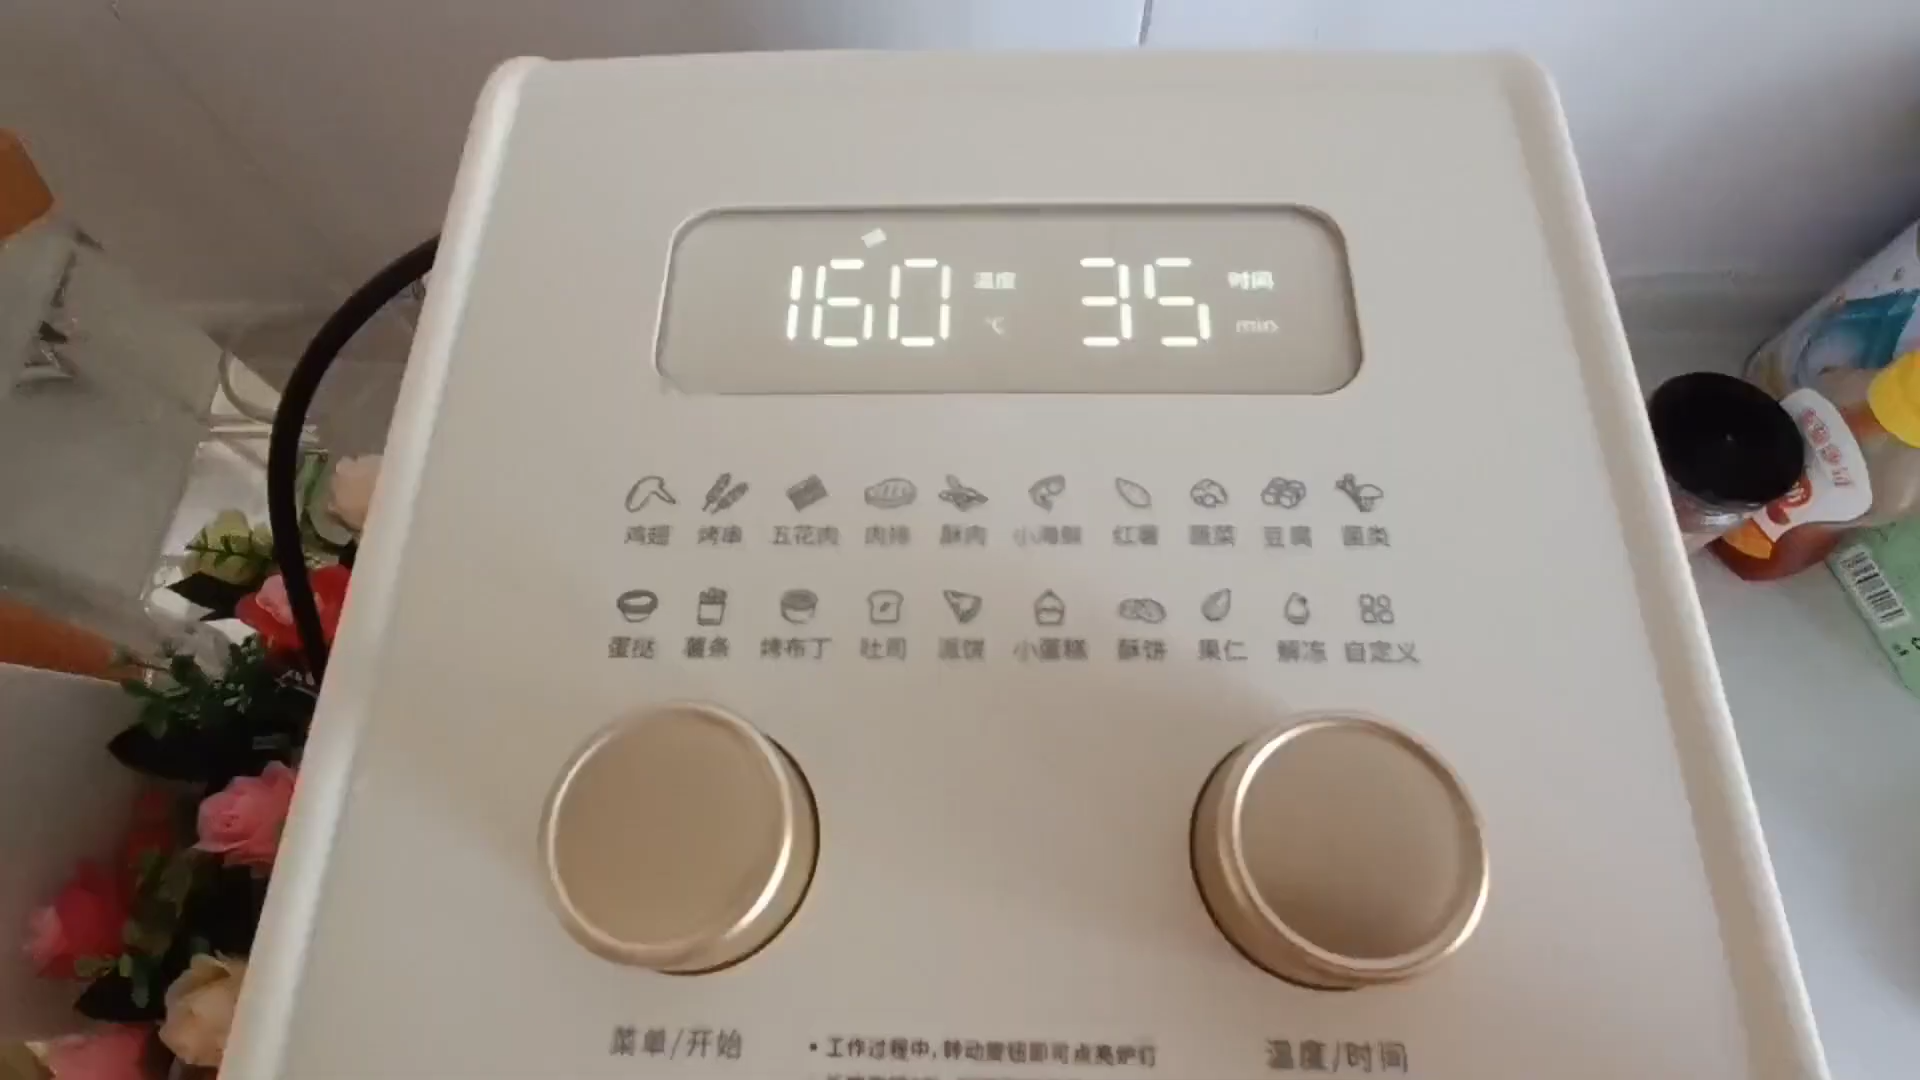 160 温度 35 时间
℃ min
鸡翅 烤串 五花肉 肉排 酥肉 小海鲜 红薯 蔬菜 豆腐 菌类
蛋挞 薯条 烤布丁 吐司 派饼 小蛋糕 酥饼 果仁 解冻 自定义
菜单/开始
• 工作过程中，转动旋钮即可点亮炉灯
温度/时间